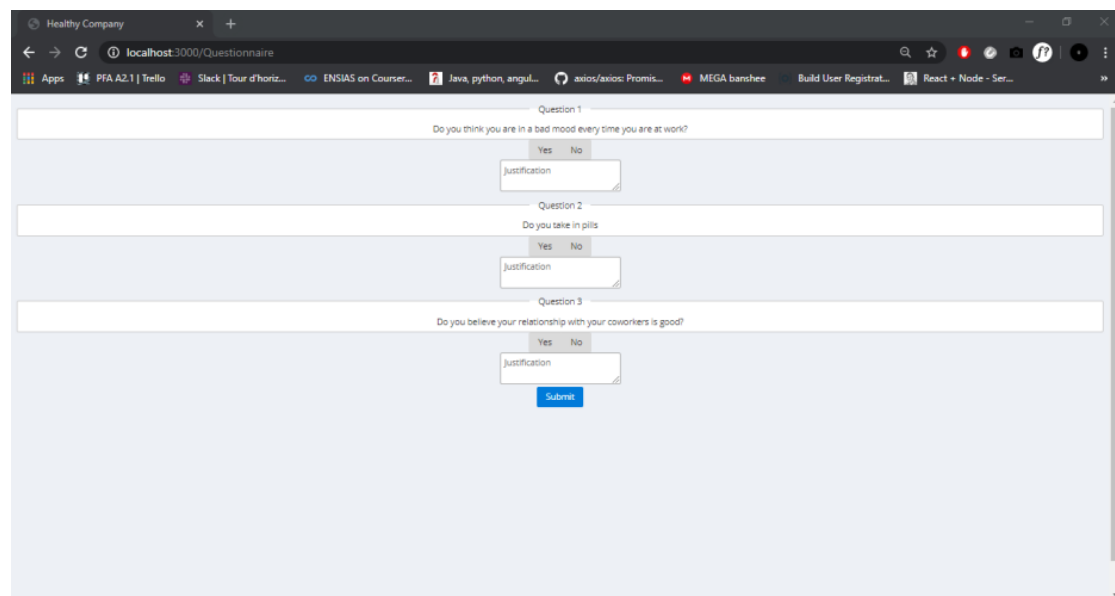 Healthy Company
localhost:3000/Questionnaire
Apps PFA A2.1 | Trello Slack | Tour d'horiz... ENSIAS on Courser... Java, python, angul... axios/axios: Promis... MEGA banshee Build User Registrat... React + Node - Ser...
Question 1
Do you think you are in a bad mood every time you are at work?
Yes No
Justification
Question 2
Do you take in pills
Yes No
Justification
Question 3
Do you believe your relationship with your coworkers is good?
Yes No
Justification
Submit